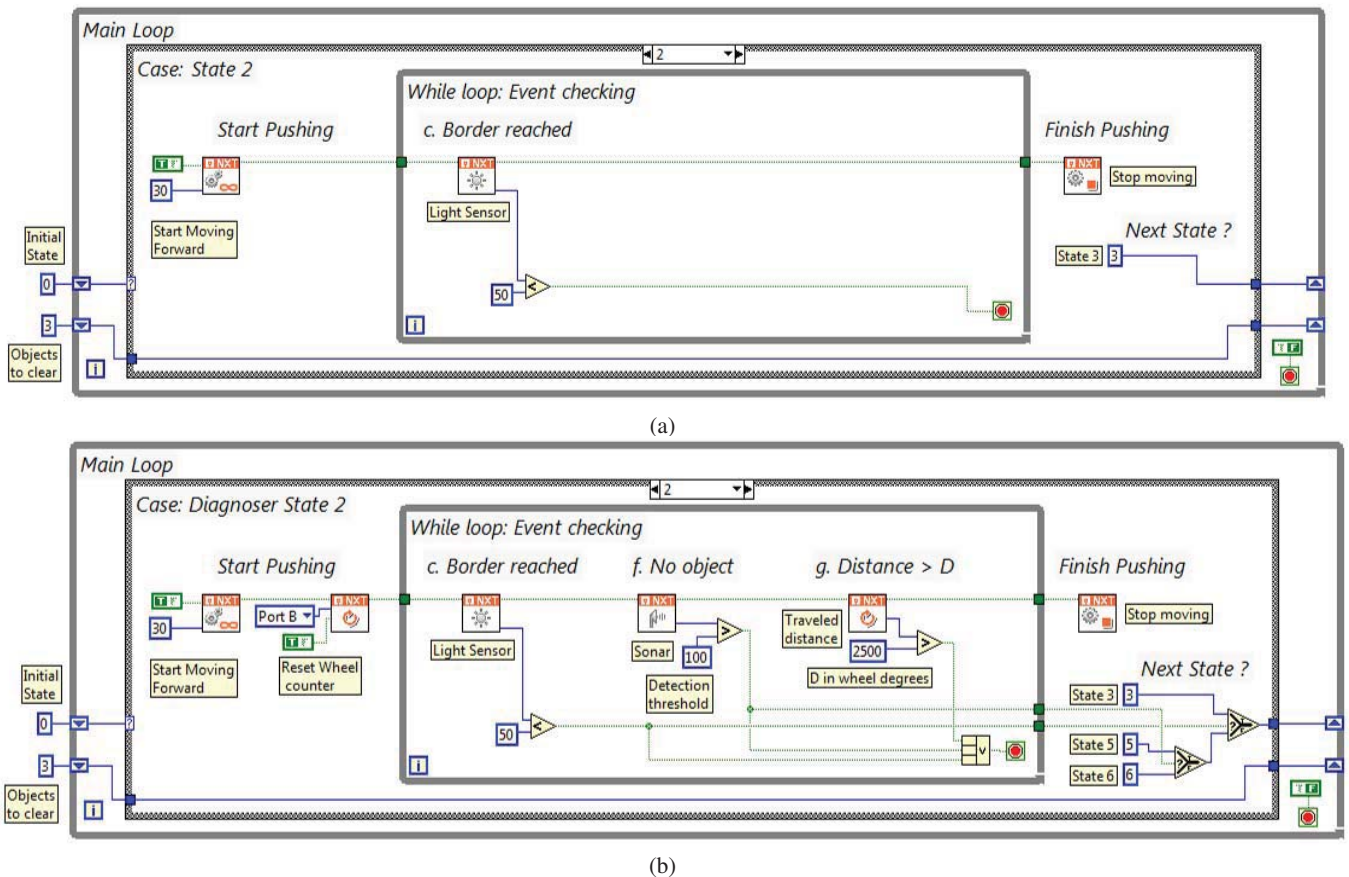 Main Loop
2
Case: State 2
While loop: Event checking
Start Pushing
c. Border reached
Finish Pushing
T F
NXT
NXT
NXT
30
Stop moving
Light Sensor
Start Moving
Forward
Initial
State
Next State ?
State 3
3
0
?
50
<
3
i
Objects
to clear
i
T F
(a)
Main Loop
2
Case: Diagnoser State 2
While loop: Event checking
Start Pushing
c. Border reached
f. No object
g. Distance > D
Finish Pushing
T F
NXT
NXT
NXT
NXT
NXT
NXT
30
Port B
Traveled
distance
Stop moving
T F
>
>
Light Sensor
Sonar
100
2500
Start Moving
Forward
Reset Wheel
counter
Detection
threshold
D in wheel degrees
Initial
State
Next State ?
State 3
3
0
?
50
<
?
State 5
5
V
?
State 6
6
3
i
Objects
to clear
i
T F
(b)